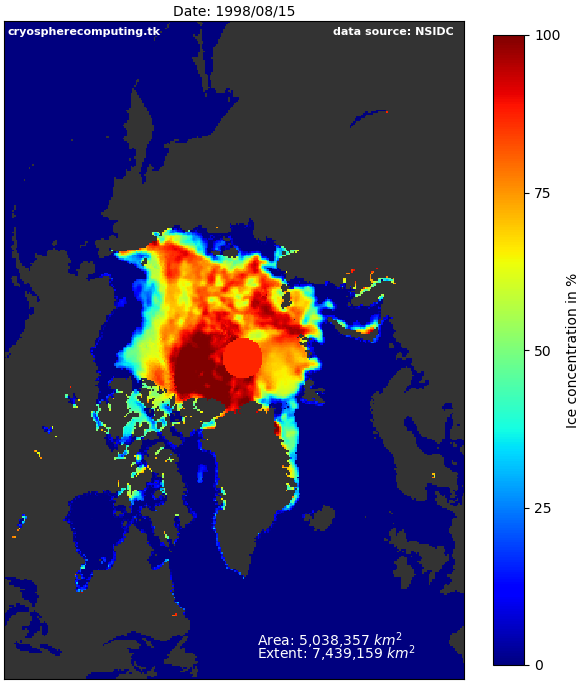 Date: 1998/08/15
cryospherecomputing.tk
data source: NSIDC
100
75
50
25
0
Ice concentration in %
Area: 5,038,357 km²
Extent: 7,439,159 km²